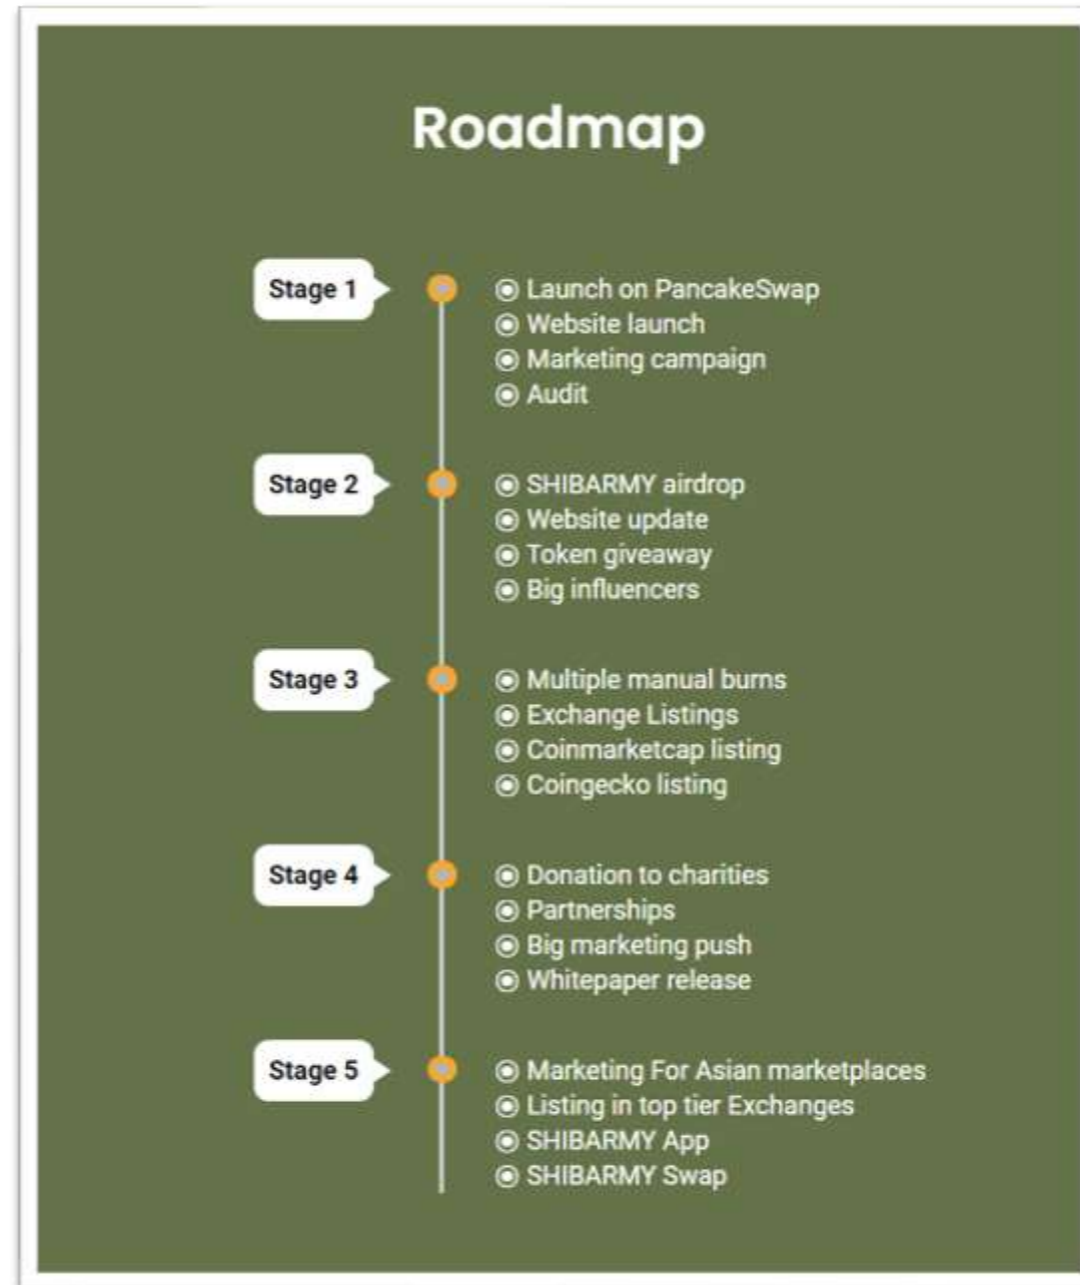 Roadmap
Stage 1
Launch on PancakeSwap
Website launch
Marketing campaign
Audit
Stage 2
SHIBARMY airdrop
Website update
Token giveaway
Big influencers
Stage 3
Multiple manual burns
Exchange Listings
Coinmarketcap listing
Coingecko listing
Stage 4
Donation to charities
Partnerships
Big marketing push
Whitepaper release
Stage 5
Marketing For Asian marketplaces
Listing in top tier Exchanges
SHIBARMY App
SHIBARMY Swap